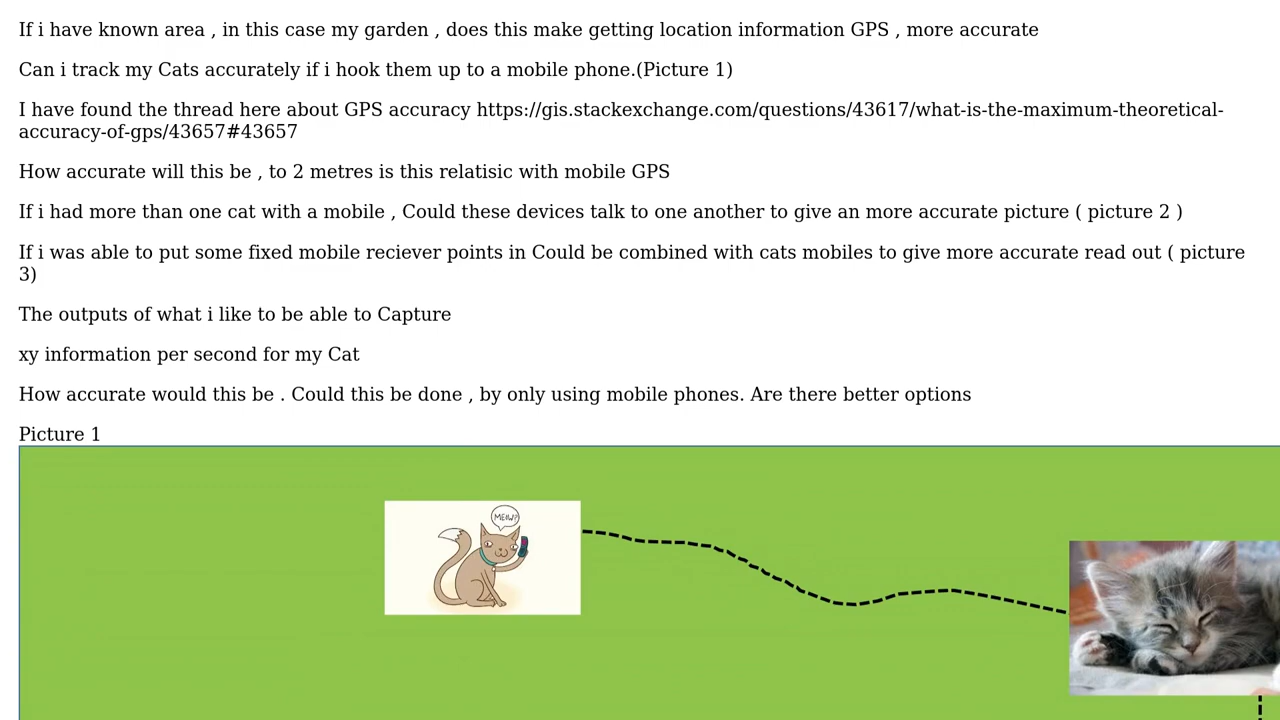 If i have known area , in this case my garden , does this make getting location information GPS , more accurate
Can i track my Cats accurately if i hook them up to a mobile phone.(Picture 1)
I have found the thread here about GPS accuracy https://gis.stackexchange.com/questions/43617/what-is-the-maximum-theoretical-
accuracy-of-gps/43657#43657
How accurate will this be , to 2 metres is this relatisic with mobile GPS
If i had more than one cat with a mobile , Could these devices talk to one another to give an more accurate picture ( picture 2 )
If i was able to put some fixed mobile reciever points in Could be combined with cats mobiles to give more accurate read out ( picture
3)
The outputs of what i like to be able to Capture
xy information per second for my Cat
How accurate would this be . Could this be done , by only using mobile phones. Are there better options
Picture 1
MEIW?